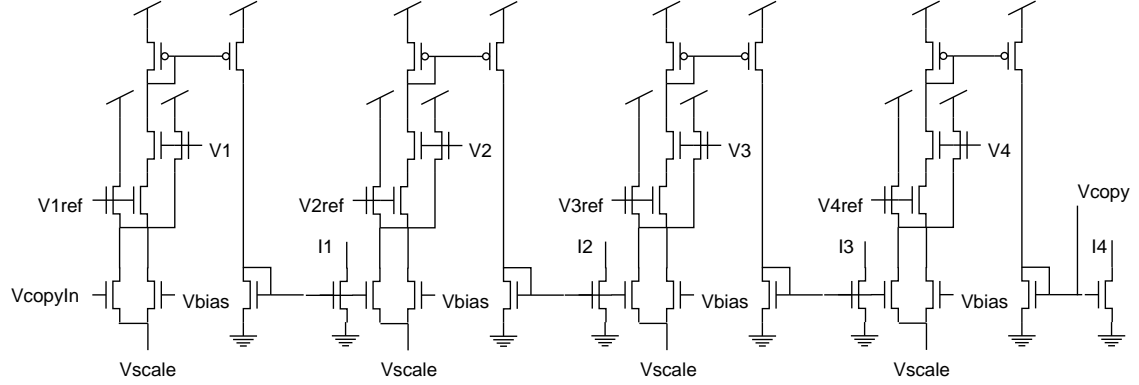 V1 V2 V3 V4
V1ref V2ref V3ref V4ref Vcopy
I1 I2 I3 I4
VcopyIn Vbias Vbias Vbias Vbias
Vscale Vscale Vscale Vscale